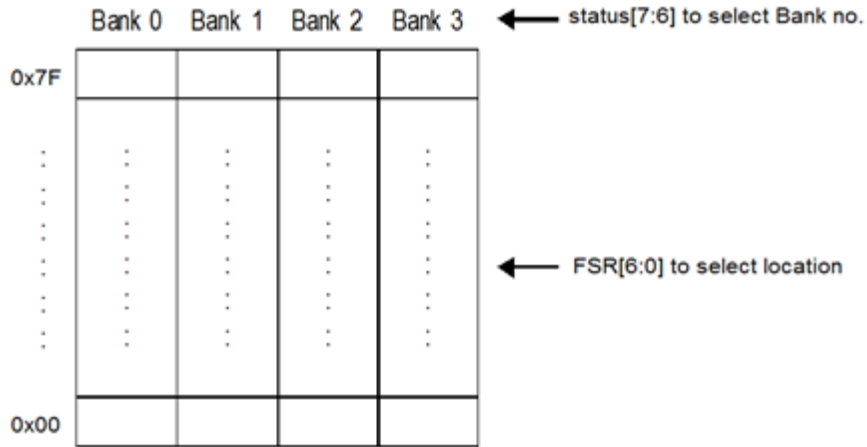 Bank 0 Bank 1 Bank 2 Bank 3 status[7:6] to select Bank no.
0x7F
FSR[6:0] to select location
0x00